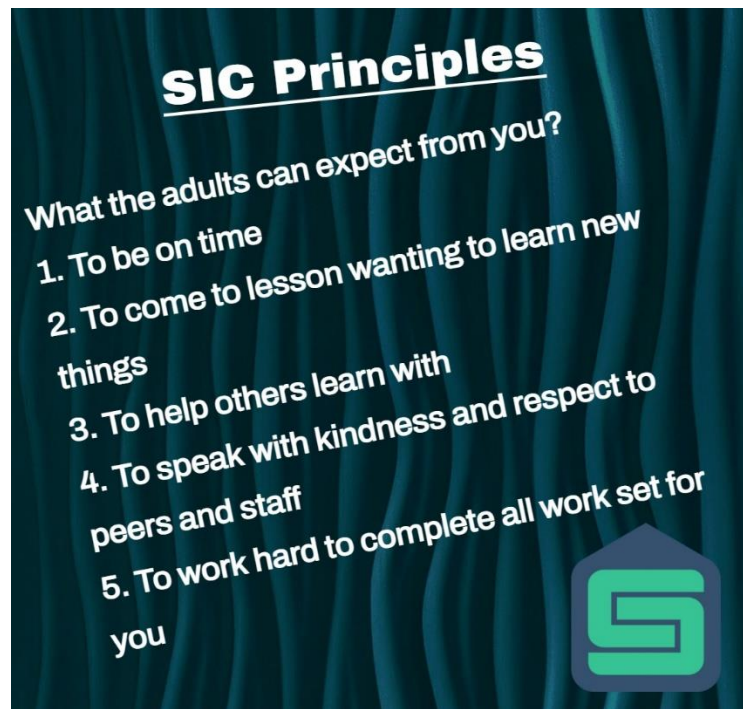 SIC Principles
What the adults can expect from you?
1. To be on time
2. To come to lesson wanting to learn new
things
3. To help others learn with
4. To speak with kindness and respect to
peers and staff
5. To work hard to complete all work set for
you
S